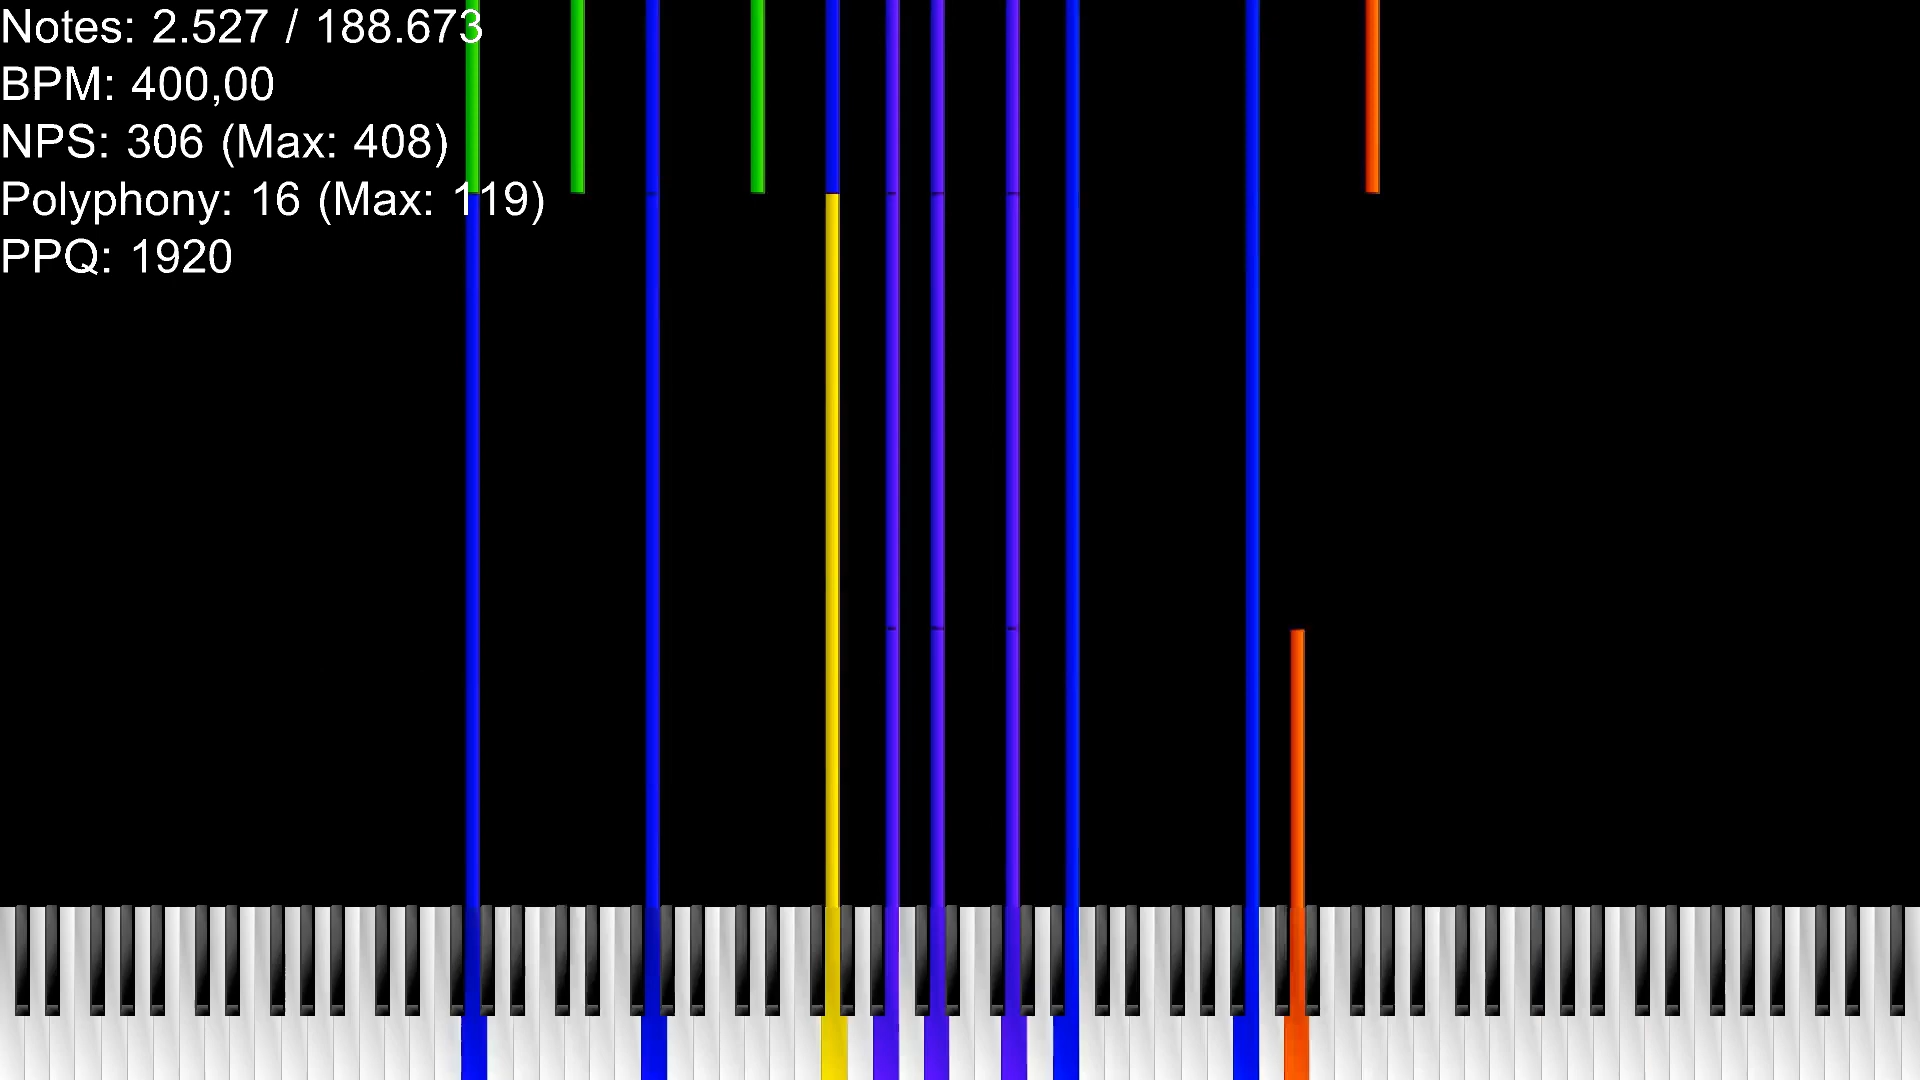 Notes: 2.527 / 188.673
BPM: 400,00
NPS: 306 (Max: 408)
Polyphony: 16 (Max: 119)
PPQ: 1920